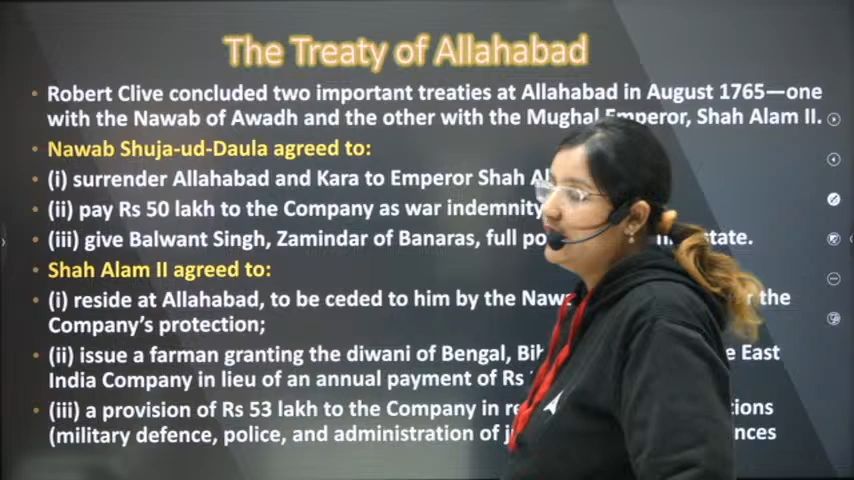 The Treaty of Allahabad
• Robert Clive concluded two important treaties at Allahabad in August 1765—one
with the Nawab of Awadh and the other with the Mughal Emperor, Shah Alam II.
• Nawab Shuja-ud-Daula agreed to:
• (i) surrender Allahabad and Kara to Emperor Shah
• (ii) pay Rs 50 lakh to the Company as war indemnity
• (iii) give Balwant Singh, Zamindar of Banaras, full state.
• Shah Alam II agreed to:
• (i) reside at Allahabad, to be ceded to him by the the
Company's protection;
• (ii) issue a farman granting the diwani of Bengal, East
India Company in lieu of an annual payment of Rs
• (iii) a provision of Rs 53 lakh to the Company in
(military defence, police, and administration of